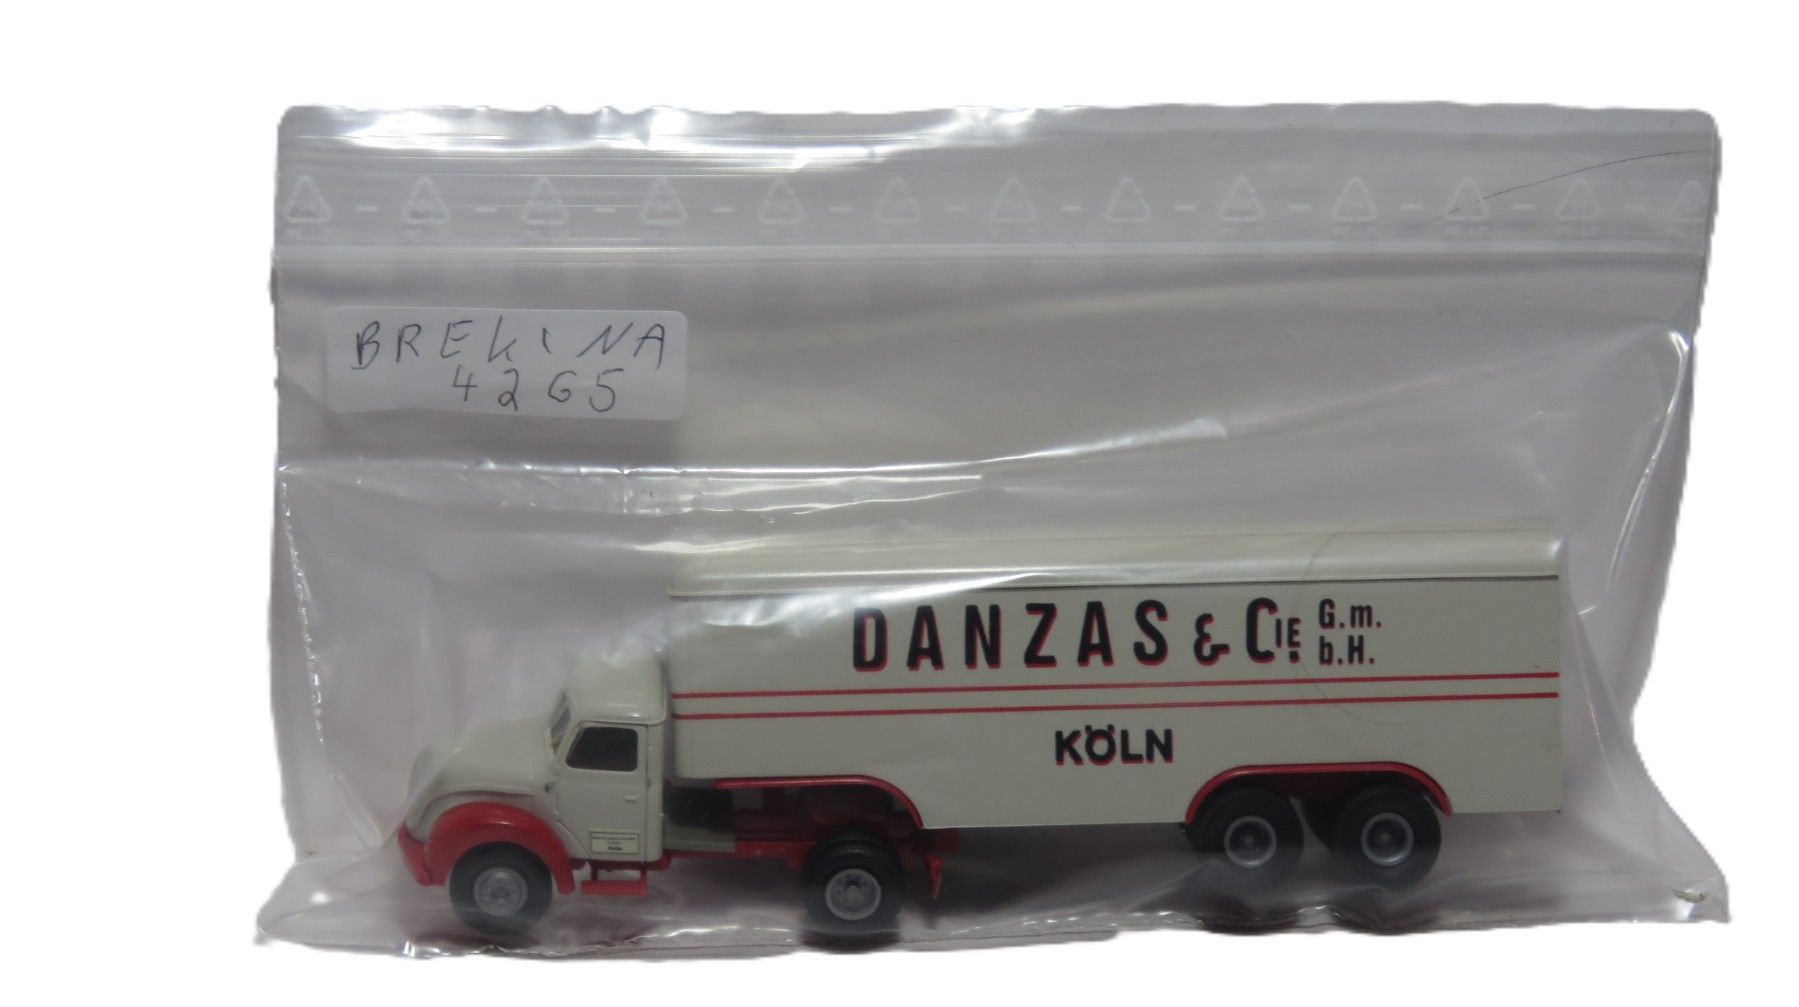 BREKINA
4265
DANZAS & CIE. G.m.
b.H.
KÖLN